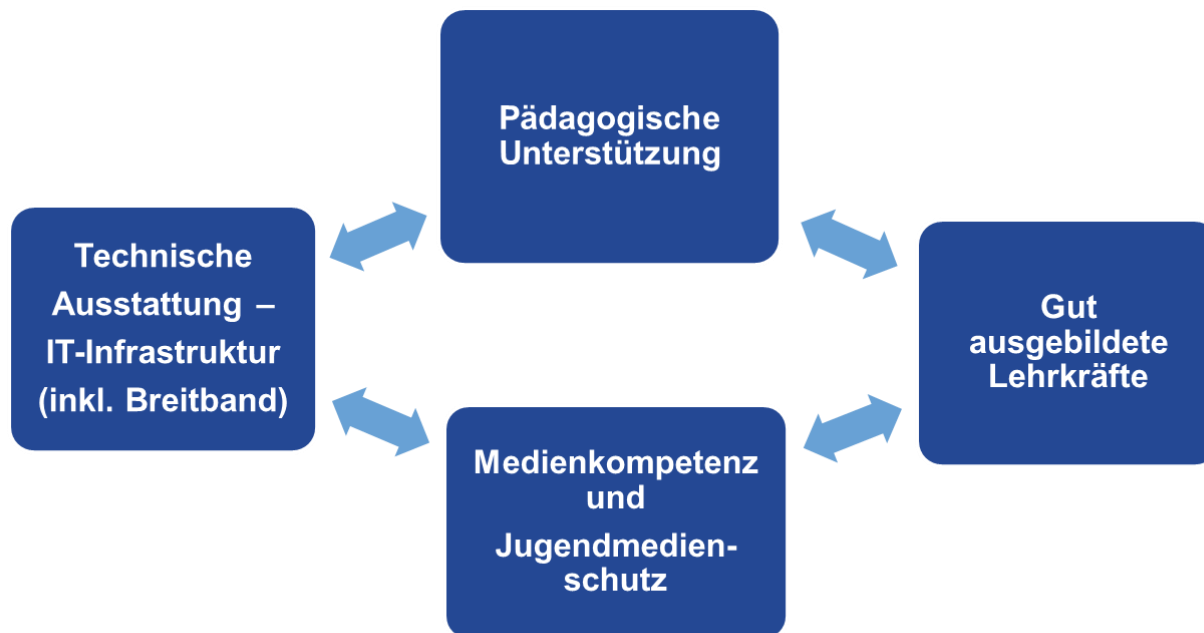 Pädagogische
Unterstützung
Technische
Ausstattung –
IT-Infrastruktur
(inkl. Breitband)
Gut
ausgebildete
Lehrkräfte
Medienkompetenz
und
Jugendmedien-
schutz